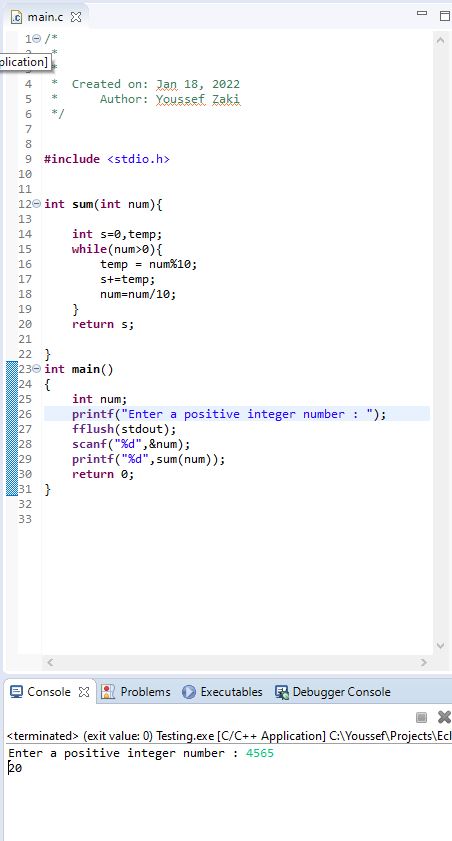 main.c
1 /*
*
plication] *
4 * Created on: Jan 18, 2022
5 * Author: Youssef Zaki
6 */
7
8
9 #include <stdio.h>
10
11
12 int sum(int num){
13
14 int s=0,temp;
15 while(num>0){
16 temp = num%10;
17 s+=temp;
18 num=num/10;
19 }
20 return s;
21
22 }
23 int main()
24 {
25 int num;
26 printf("Enter a positive integer number : ");
27 fflush(stdout);
28 scanf("%d",&num);
29 printf("%d",sum(num));
30 return 0;
31 }
32
33
Console Problems Executables Debugger Console
<terminated> (exit value: 0) Testing.exe [C/C++ Application] C:\Youssef\Projects\Ecl
Enter a positive integer number : 4565
20